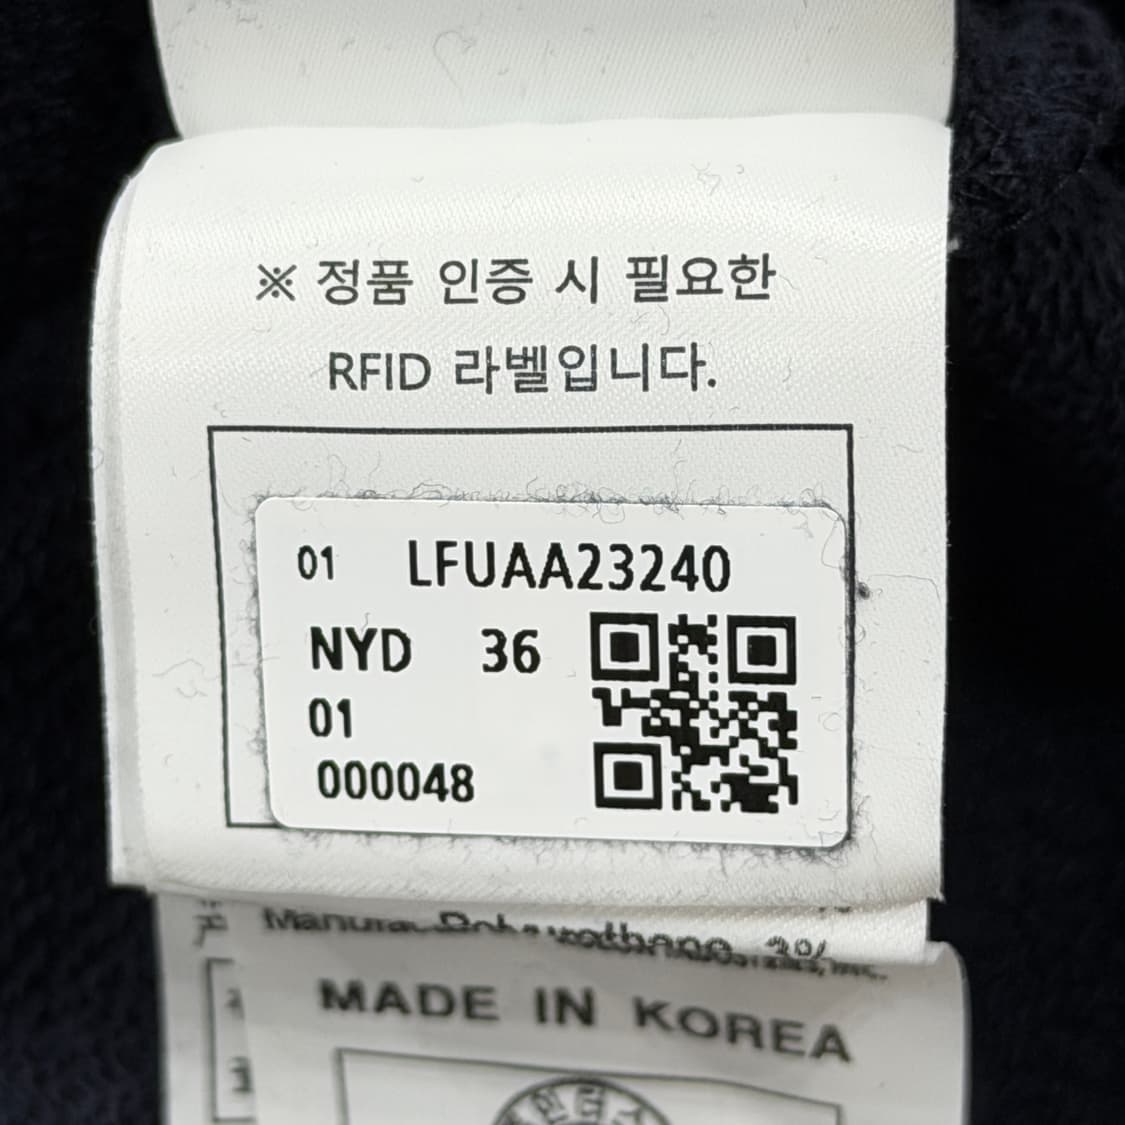 ※ 정품 인증 시 필요한
RFID 라벨입니다.
01 LFUAA23240
NYD 36
01
000048
MADE IN KOREA